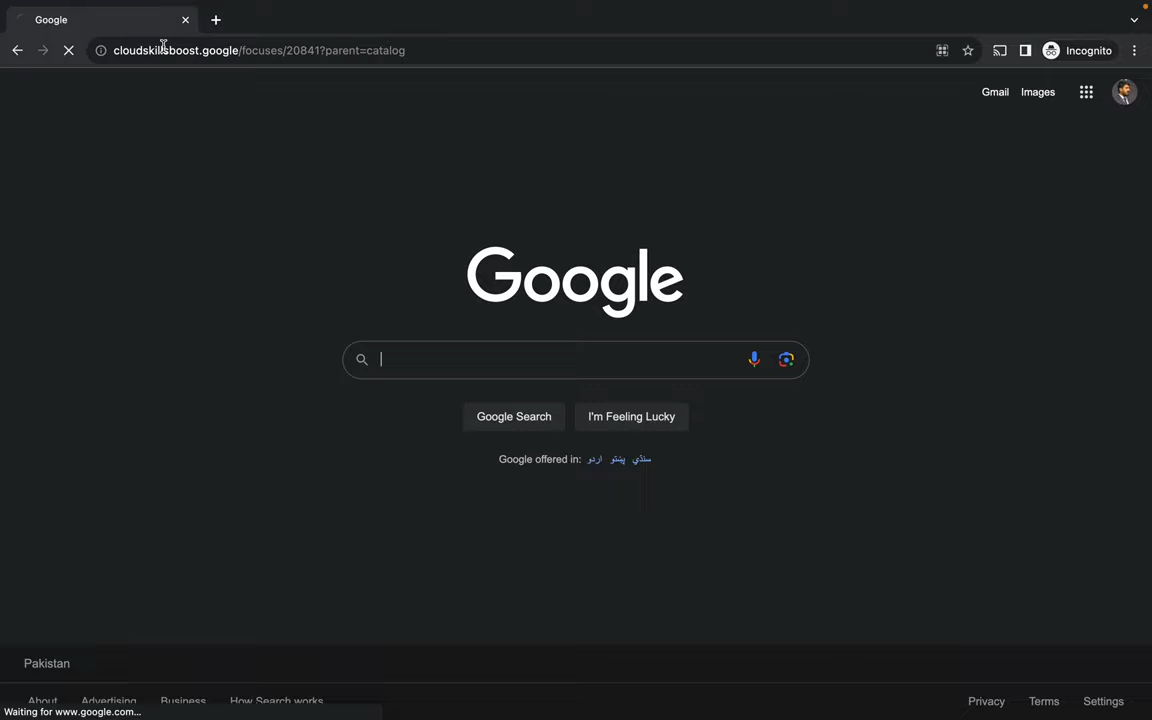 Google
cloudskillsboost.google/focuses/20841?parent=catalog
Incognito
Gmail Images
Google
Google Search I'm Feeling Lucky
Google offered in: اردو پښتو سنڌي
Pakistan
About Advertising Business How Search works Privacy Terms Settings
Waiting for www.google.com...